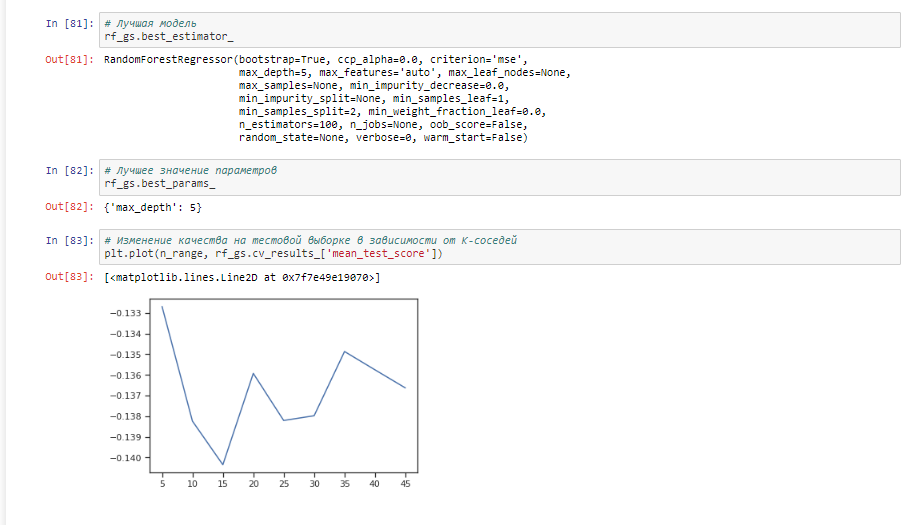 In [81]: # Лучшая модель
rf_gs.best_estimator_
Out[81]: RandomForestRegressor(bootstrap=True, ccp_alpha=0.0, criterion='mse',
max_depth=5, max_features='auto', max_leaf_nodes=None,
max_samples=None, min_impurity_decrease=0.0,
min_impurity_split=None, min_samples_leaf=1,
min_samples_split=2, min_weight_fraction_leaf=0.0,
n_estimators=100, n_jobs=None, oob_score=False,
random_state=None, verbose=0, warm_start=False)
In [82]: # Лучшее значение параметров
rf_gs.best_params_
Out[82]: {'max_depth': 5}
In [83]: # Изменение качества на тестовой выборке в зависимости от К-соседей
plt.plot(n_range, rf_gs.cv_results_['mean_test_score'])
Out[83]: [<matplotlib.lines.Line2D at 0x7f7e49e19070>]
−0.133
−0.134
−0.135
−0.136
−0.137
−0.138
−0.139
−0.140
5 10 15 20 25 30 35 40 45